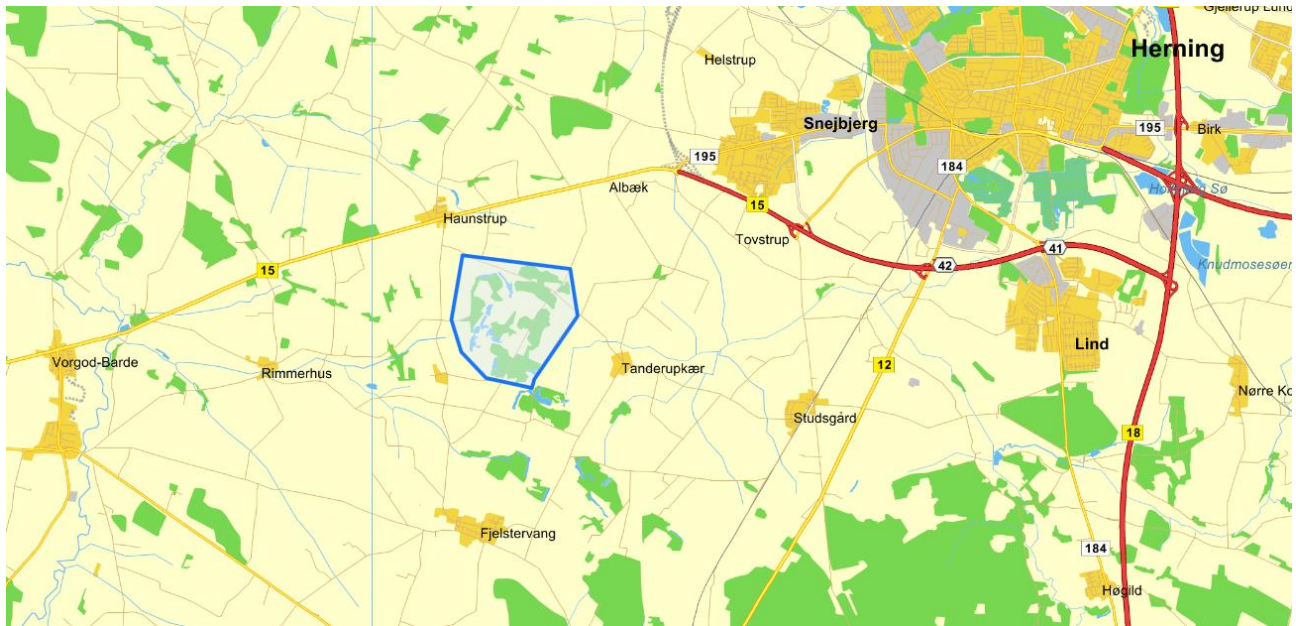 Gjellerup Lund
Herning
Helstrup
Snejbjerg
195
Birk
195
184
Albæk
15
Haunstrup
Tovstrup
41
42
Knudmosesøer
15
Vorgod-Barde
Rimmerhus
Tanderupkær
12
Lind
Studsgård
Nørre Ko
18
Fjelstervang
184
Høgild